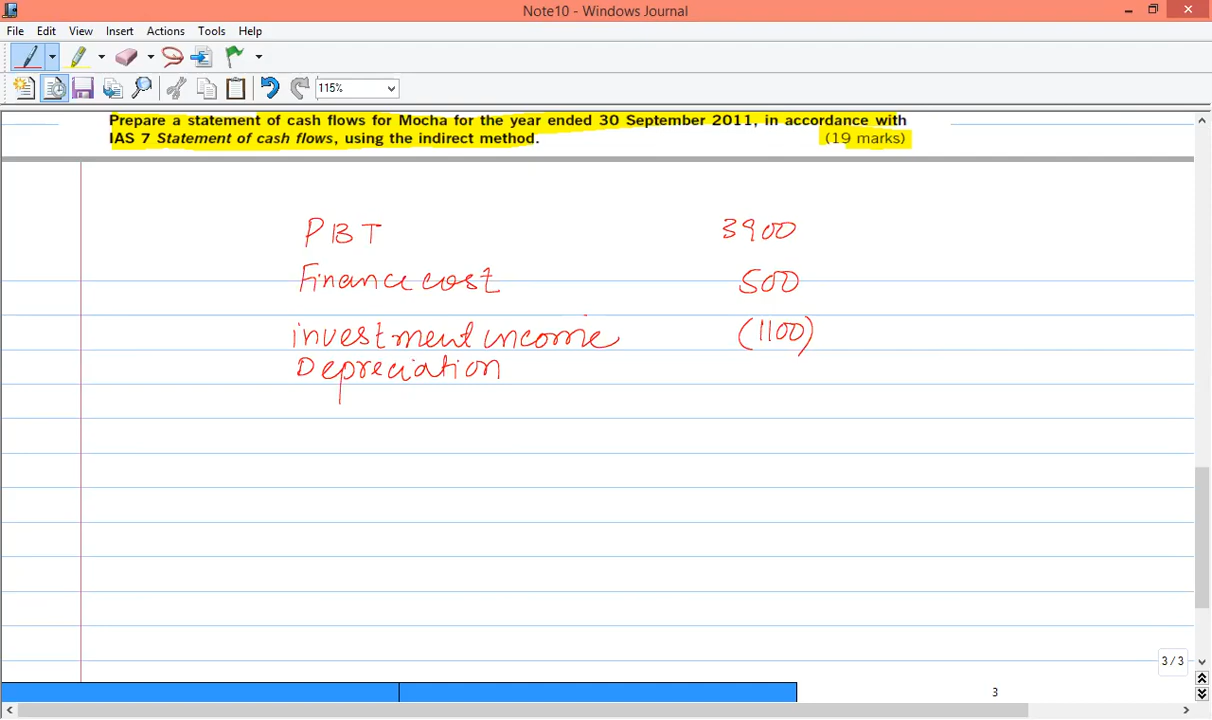 Note10 - Windows Journal
File Edit View Insert Actions Tools Help
115%
Prepare a statement of cash flows for Mocha for the year ended 30 September 2011, in accordance with
IAS 7 Statement of cash flows, using the indirect method. (19 marks)
PBT 3900
Finance cost 500
investment income (1100)
Depreciation
3 / 3
3